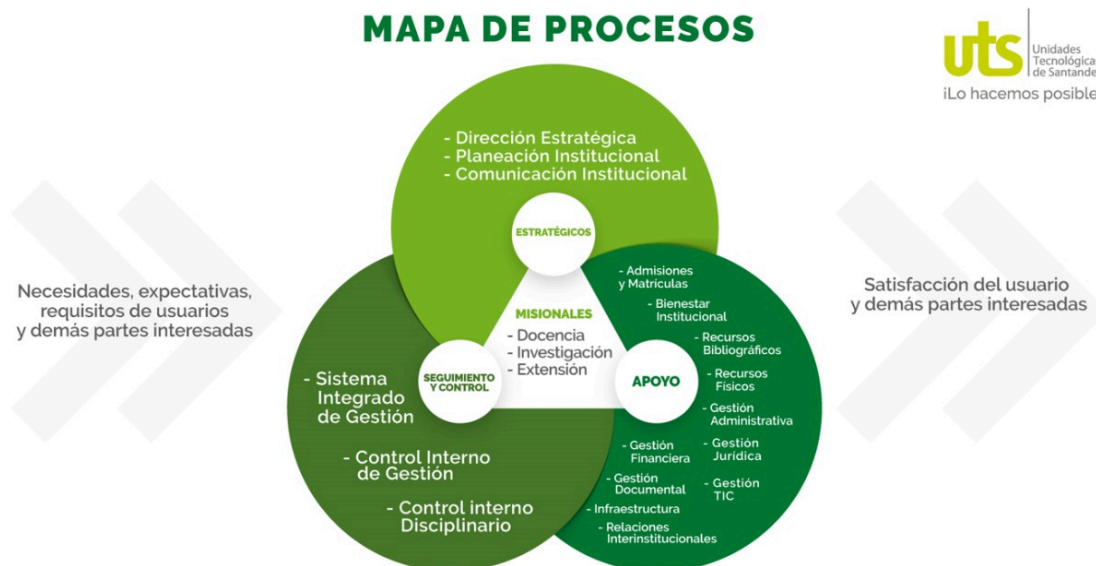 MAPA DE PROCESOS
uts
Unidades
Tecnológicas
de Santander
¡Lo hacemos posible
- Dirección Estratégica
- Planeación Institucional
- Comunicación Institucional
ESTRATÉGICOS
Necesidades, expectativas,
requisitos de usuarios
y demás partes interesadas
MISIONALES
- Docencia
- Investigación
- Extensión
SEGUIMIENTO
Y CONTROL
- Sistema
Integrado
de Gestión
- Control Interno
de Gestión
- Control interno
Disciplinario
APOYO
- Admisiones
y Matrículas
- Bienestar
Institucional
- Recursos
Bibliográficos
- Recursos
Físicos
- Gestión
Administrativa
- Gestión
Jurídica
- Gestión
TIC
- Gestión
Financiera
- Gestión
Documental
- Infraestructura
- Relaciones
Interinstitucionales
Satisfacción del usuario
y demás partes interesadas